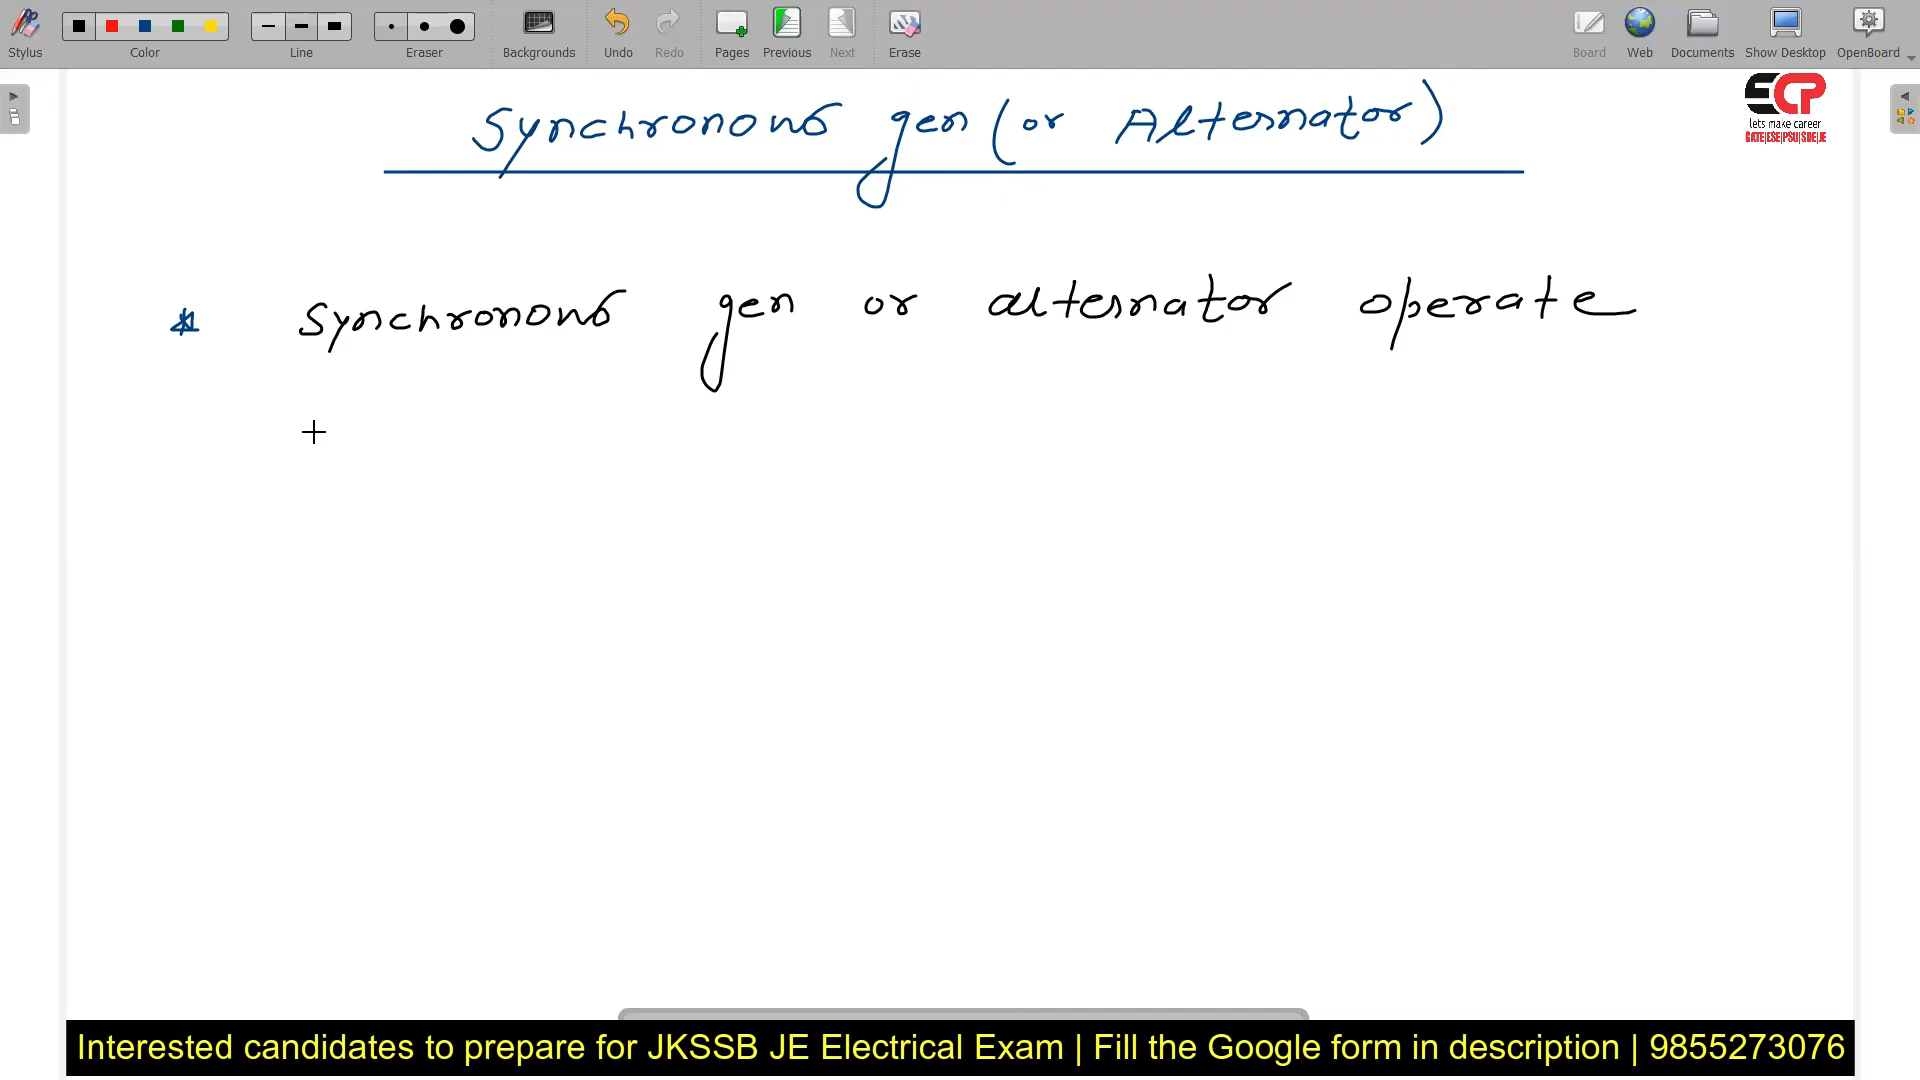 Stylus Color Line Eraser Backgrounds Undo Redo Pages Previous Next Erase Board Web Documents Show Desktop OpenBoard
Synchronous gen (or Alternator)
ECP
lets make career
GATE|ESE|PSU|SDE|JE
* Synchronous gen or alternator operate
Interested candidates to prepare for JKSSB JE Electrical Exam | Fill the Google form in description | 9855273076